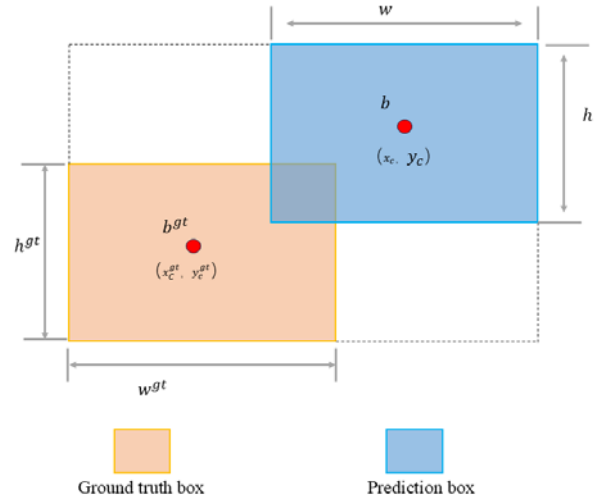 w
b
h
(x_c, y_c)
b^{gt}
h^{gt}
(x_c^{gt}, y_c^{gt})
w^{gt}
Ground truth box
Prediction box